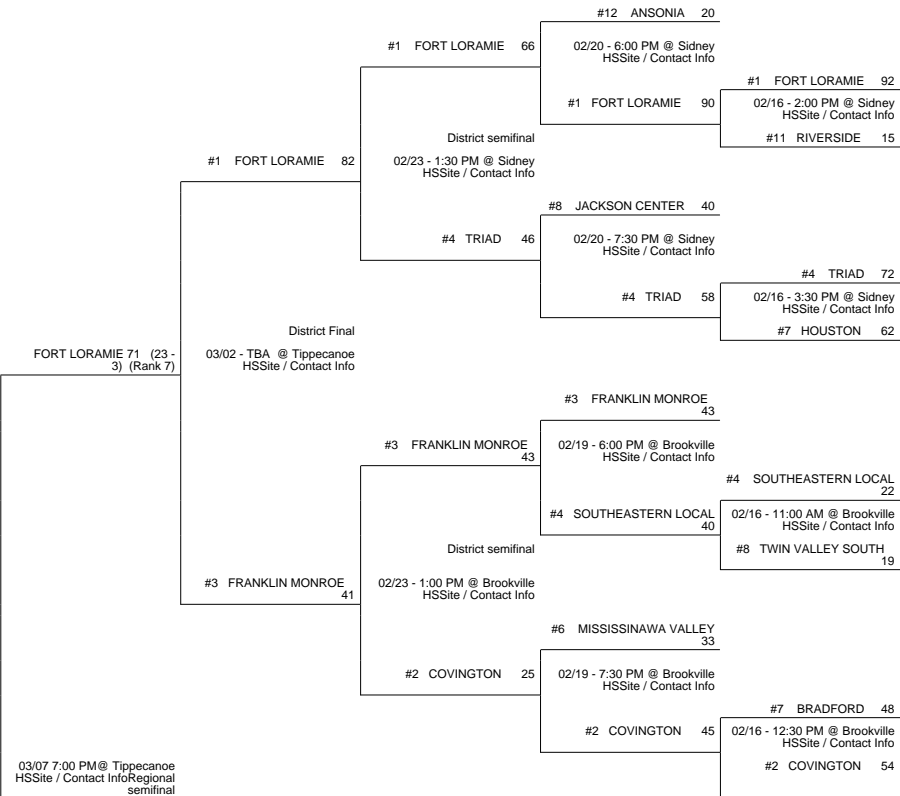 #12 ANSONIA 20
#1 FORT LORAMIE 66
02/20 - 6:00 PM @ Sidney
HSSite / Contact Info
#1 FORT LORAMIE 92
#1 FORT LORAMIE 90
02/16 - 2:00 PM @ Sidney
HSSite / Contact Info
District semifinal
#11 RIVERSIDE 15
#1 FORT LORAMIE 82
02/23 - 1:30 PM @ Sidney
HSSite / Contact Info
#8 JACKSON CENTER 40
#4 TRIAD 46
02/20 - 7:30 PM @ Sidney
HSSite / Contact Info
#4 TRIAD 72
#4 TRIAD 58
02/16 - 3:30 PM @ Sidney
HSSite / Contact Info
District Final
#7 HOUSTON 62
FORT LORAMIE 71 (23 -
3) (Rank 7)
03/02 - TBA @ Tippecanoe
HSSite / Contact Info
#3 FRANKLIN MONROE
43
#3 FRANKLIN MONROE
43
02/19 - 6:00 PM @ Brookville
HSSite / Contact Info
#4 SOUTHEASTERN LOCAL
22
#4 SOUTHEASTERN LOCAL
40
02/16 - 11:00 AM @ Brookville
HSSite / Contact Info
District semifinal
#8 TWIN VALLEY SOUTH
19
#3 FRANKLIN MONROE
41
02/23 - 1:00 PM @ Brookville
HSSite / Contact Info
#6 MISSISSINAWA VALLEY
33
#2 COVINGTON 25
02/19 - 7:30 PM @ Brookville
HSSite / Contact Info
#7 BRADFORD 48
#2 COVINGTON 45
02/16 - 12:30 PM @ Brookville
HSSite / Contact Info
03/07 7:00 PM@ Tippecanoe
HSSite / Contact InfoRegional
semifinal
#2 COVINGTON 54